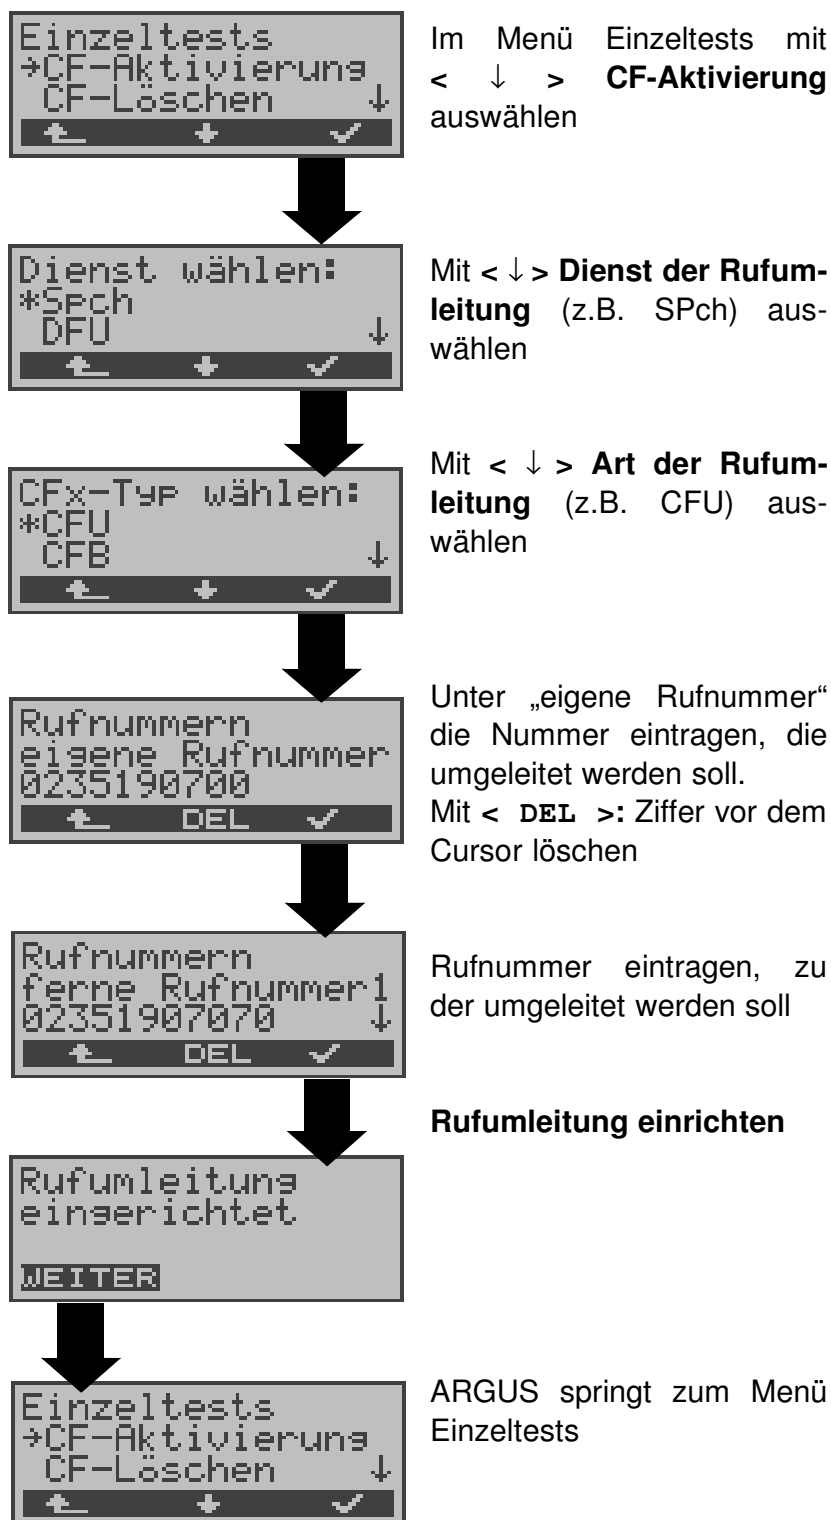 Einzeltests
→CF-Aktivierung
CF-Löschen ↓
Im Menü Einzeltests mit
< ↓ > CF-Aktivierung
auswählen
Dienst wählen:
*Spch
DFU ↓
Mit < ↓ > Dienst der Rufum-
leitung (z.B. SPch) aus-
wählen
CFx-Typ wählen:
*CFU
CFB ↓
Mit < ↓ > Art der Rufum-
leitung (z.B. CFU) aus-
wählen
Rufnummern
eigene Rufnummer
0235190700
DEL
Unter „eigene Rufnummer“
die Nummer eintragen, die
umgeleitet werden soll.
Mit < DEL >: Ziffer vor dem
Cursor löschen
Rufnummern
ferne Rufnummer1
02351907070 ↓
DEL
Rufnummer eintragen, zu
der umgeleitet werden soll
Rufumleitung einrichten
Rufumleitung
eingerichtet
WEITER
Einzeltests
→CF-Aktivierung
CF-Löschen ↓
ARGUS springt zum Menü
Einzeltests